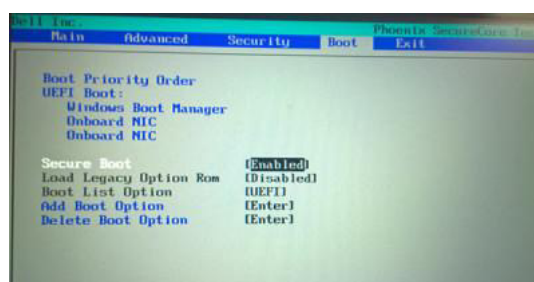 Dell Inc.
Phoenix SecureCore
Main Advanced Security Boot Exit
Boot Priority Order
UEFI Boot:
Windows Boot Manager
Onboard NIC
Onboard NIC
Secure Boot [Enabled]
Load Legacy Option Rom [Disabled]
Boot List Option [UEFI]
Add Boot Option [Enter]
Delete Boot Option [Enter]